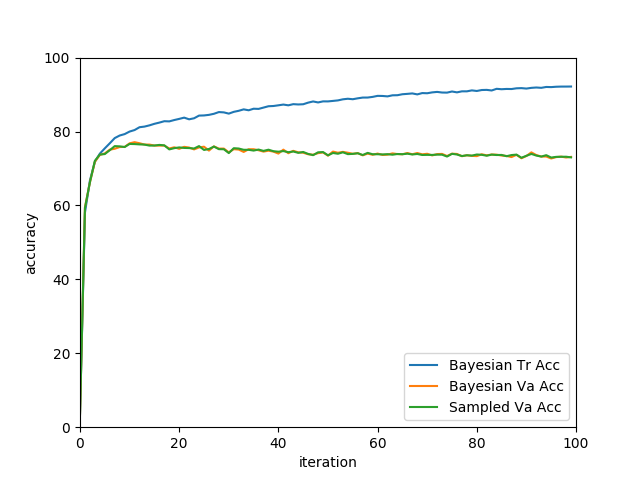 100
80
60
40
20
0
accuracy
0 20 40 60 80 100
iteration
Bayesian Tr Acc
Bayesian Va Acc
Sampled Va Acc